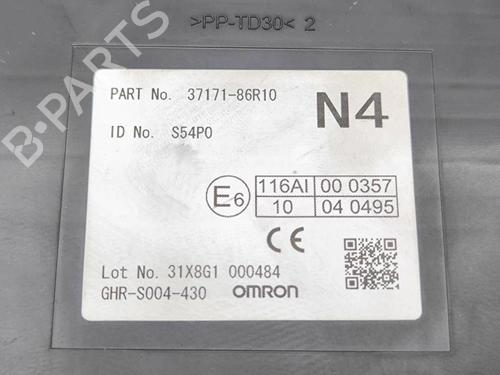 >PP-TD30< 2
PART No. 37171-86R10
N4
ID No. S54P0
E6
116AI 00 0357
10 04 0495
CE
Lot No. 31X8G1 000484
GHR-S004-430 OMRON
B-PARTS